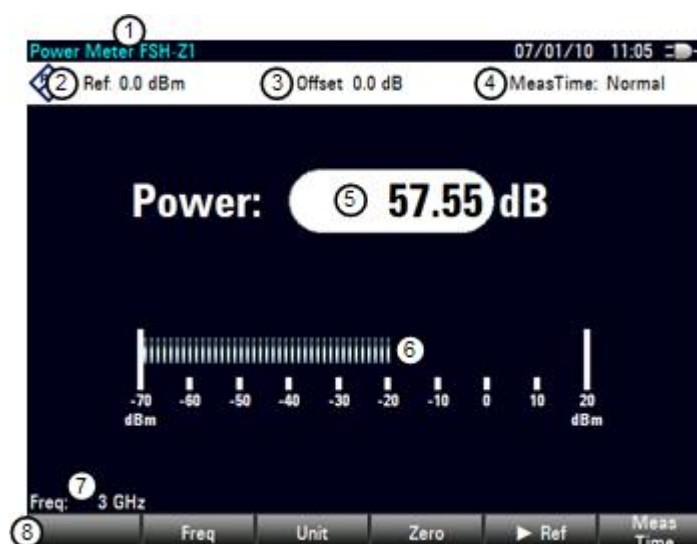 1
Power Meter FSH-Z1 07/01/10 11:05
2 Ref: 0.0 dBm 3 Offset 0.0 dB 4 MeasTime: Normal
Power: 5 57.55 dB
6
-70 -60 -50 -40 -30 -20 -10 0 10 20
dBm dBm
7
Freq: 3 GHz
8 Freq Unit Zero ► Ref Meas
Time